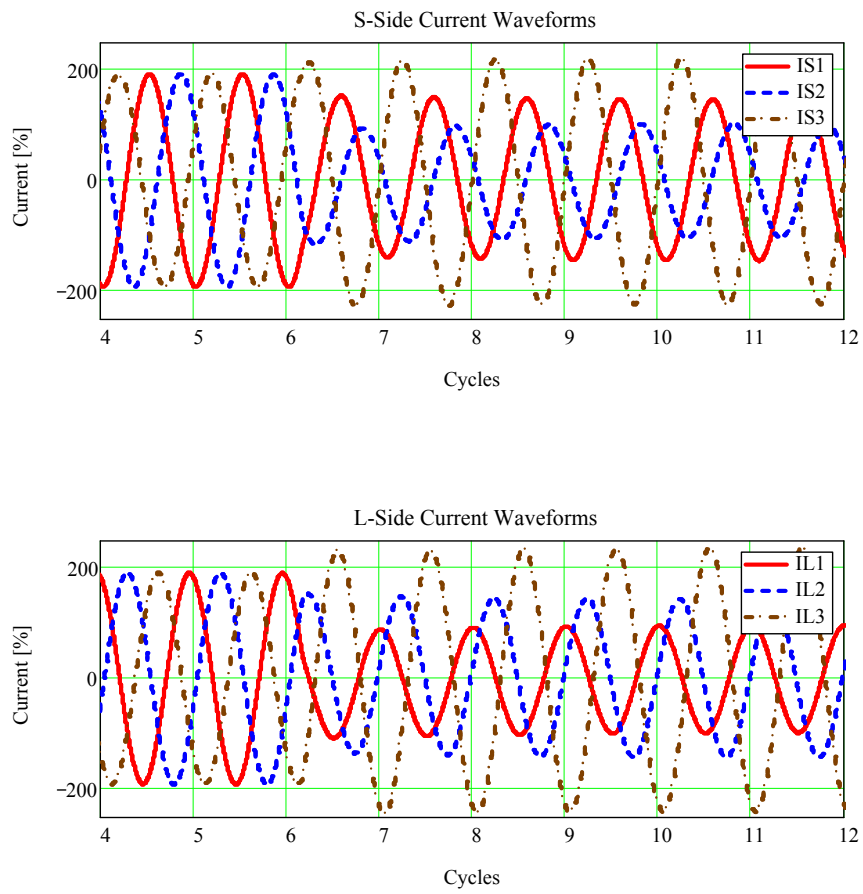 S-Side Current Waveforms
200
0
−200
Current [%]
IS1
IS2
IS3
4 5 6 7 8 9 10 11 12
Cycles
L-Side Current Waveforms
200
0
−200
Current [%]
IL1
IL2
IL3
4 5 6 7 8 9 10 11 12
Cycles